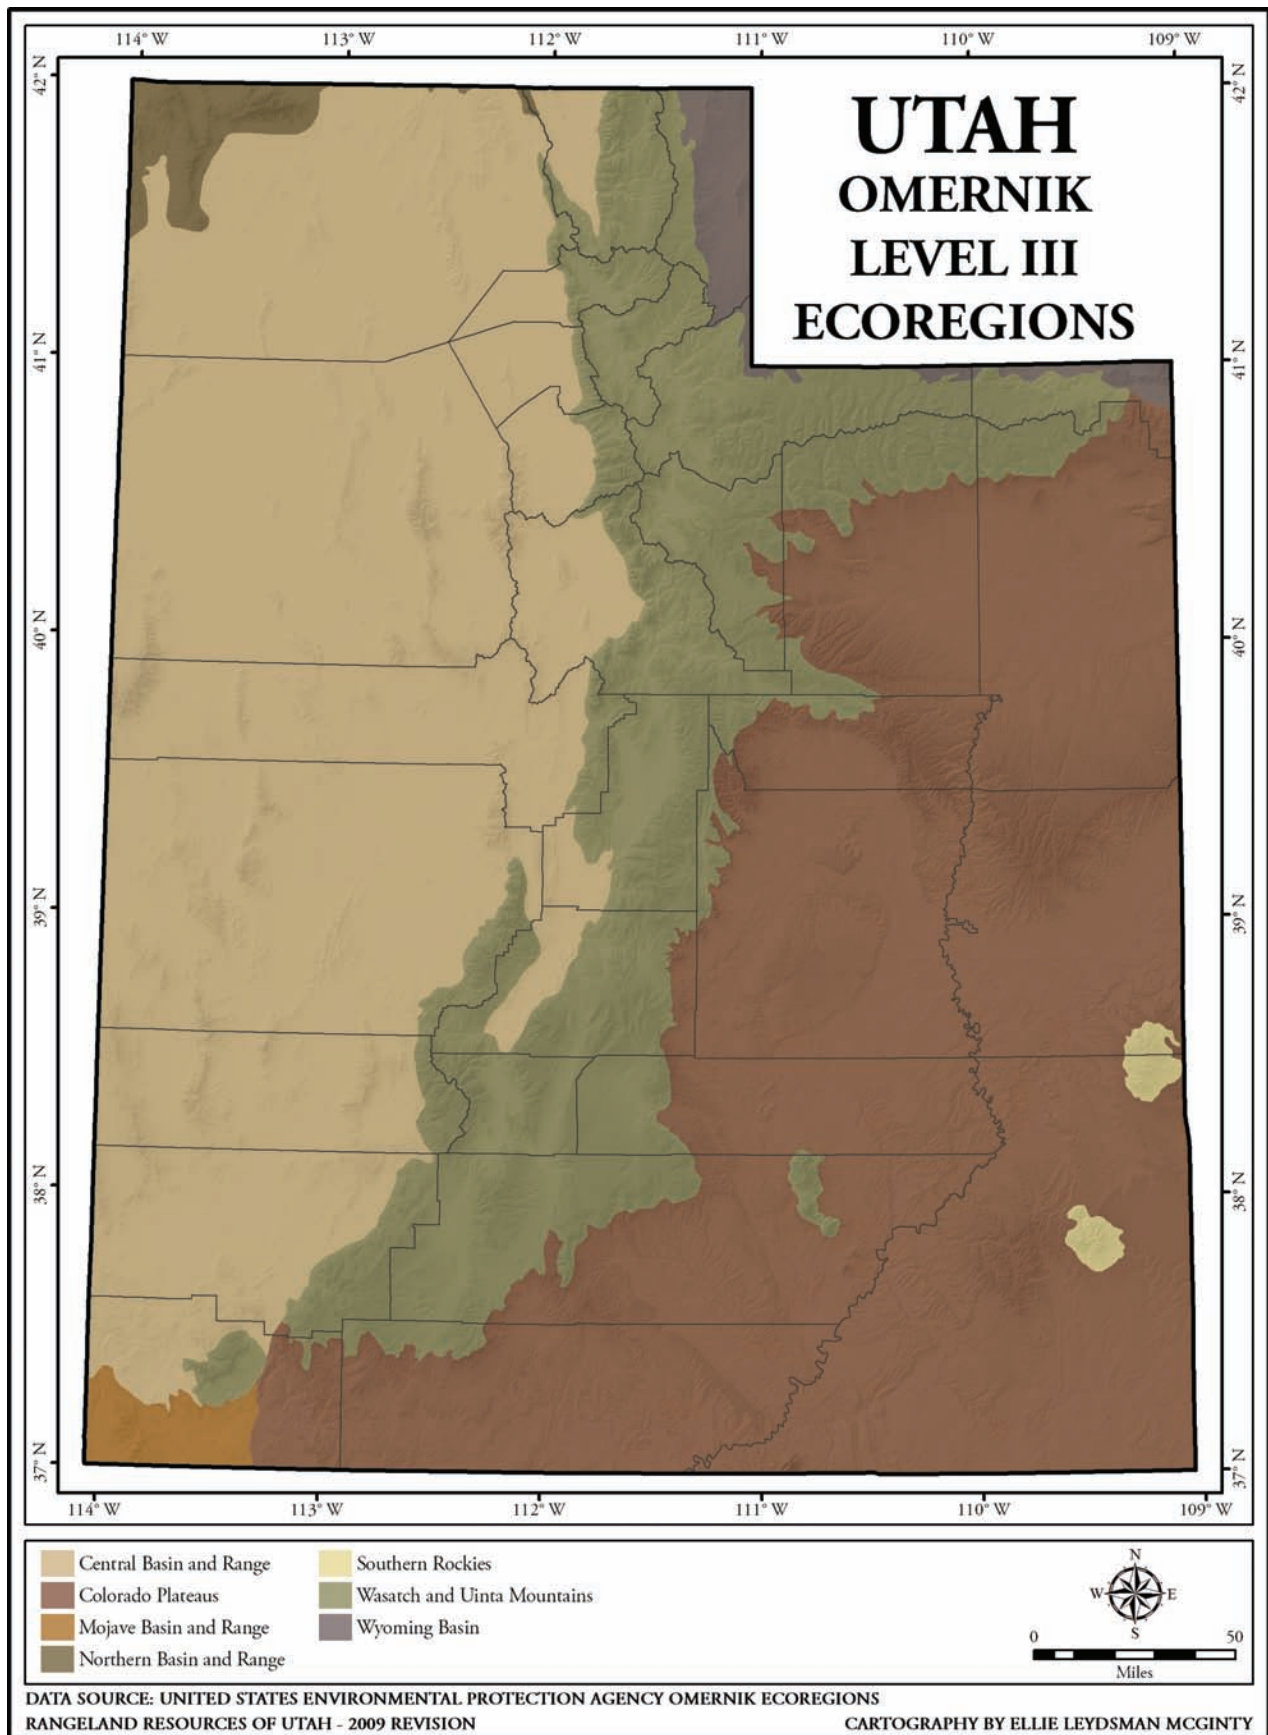 114° W 113° W 112° W 111° W 110° W 109° W
42° N
42° N
UTAH
OMERNIK
LEVEL III
ECOREGIONS
41° N
41° N
40° N
40° N
39° N
39° N
38° N
38° N
37° N
37° N
114° W 113° W 112° W 111° W 110° W 109° W
Central Basin and Range
Colorado Plateaus
Mojave Basin and Range
Northern Basin and Range
Southern Rockies
Wasatch and Uinta Mountains
Wyoming Basin
N
W E
S
0 50
Miles
DATA SOURCE: UNITED STATES ENVIRONMENTAL PROTECTION AGENCY OMERNIK ECOREGIONS
RANGELAND RESOURCES OF UTAH - 2009 REVISION
CARTOGRAPHY BY ELLIE LEYDSMAN MCGINTY